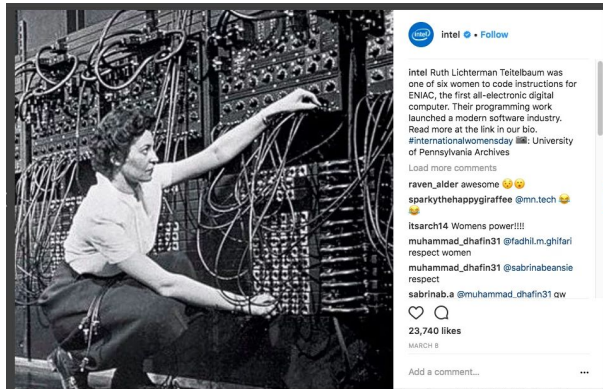 intel
intel • Follow
intel Ruth Lichterman Teitelbaum was
one of six women to code instructions for
ENIAC, the first all-electronic digital
computer. Their programming work
launched a modern software industry.
Read more at the link in our bio.
#internationalwomensday 📷: University
of Pennsylvania Archives
Load more comments
raven_alder awesome 😉😮
sparkythehappygiraffee @mn.tech 😂
😂
itsarch14 Womens power!!!!
muhammad_dhafin31 @fadhil.m.ghifari
respect women
muhammad_dhafin31 @sabrinabeansie
respect
sabrinab.a @muhammad_dhafin31 gw
23,740 likes
MARCH 8
Add a comment...